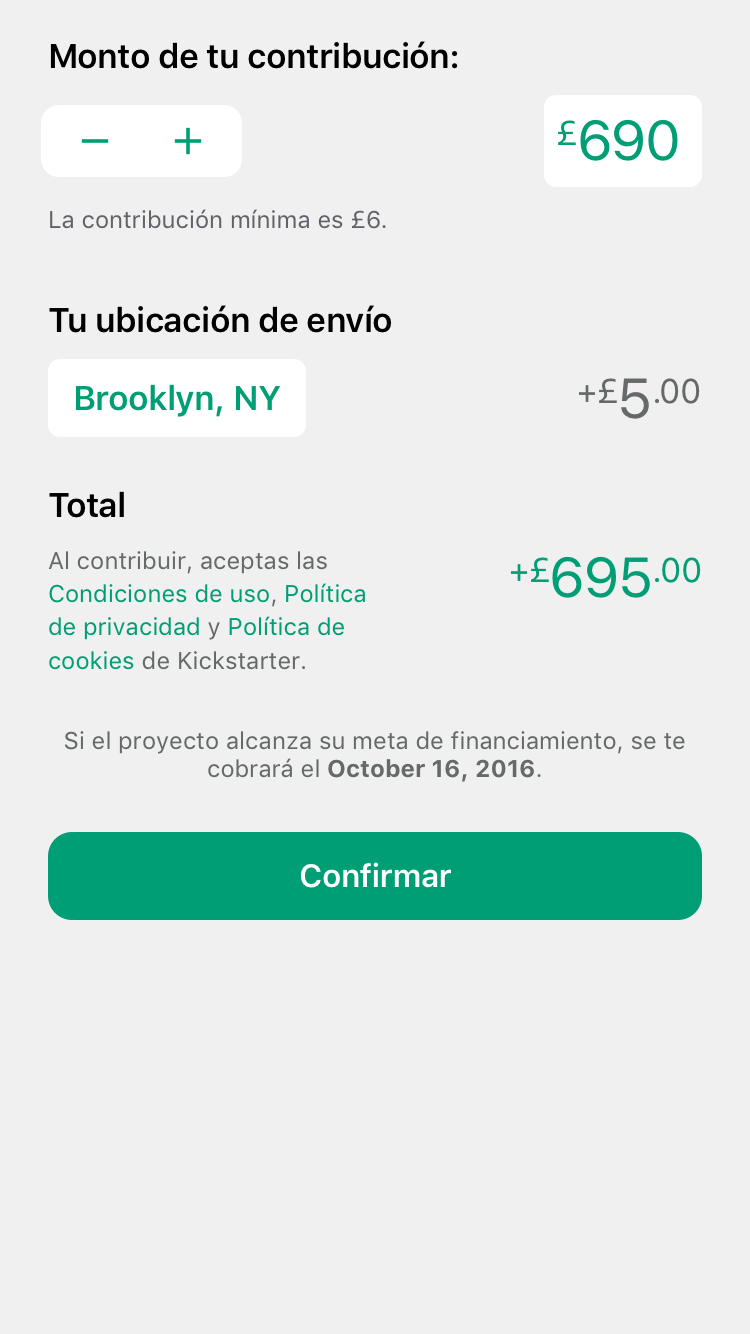 Monto de tu contribución:
− + £690
La contribución mínima es £6.
Tu ubicación de envío
Brooklyn, NY +£5.00
Total
Al contribuir, aceptas las
Condiciones de uso, Política
de privacidad y Política de
cookies de Kickstarter.
+£695.00
Si el proyecto alcanza su meta de financiamiento, se te
cobrará el October 16, 2016.
Confirmar